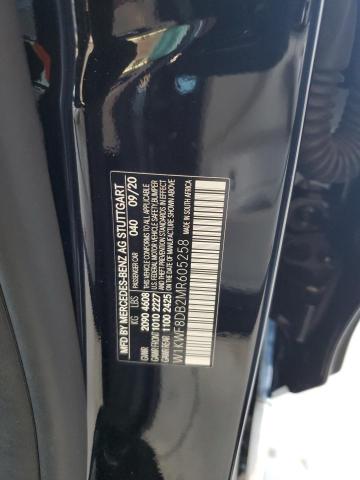 MFD BY MERCEDES-BENZ AG STUTTGART
PASSENGER CAR 040 09/20
KG LBS
GVWR 2090 4608
GAWR FRONT 1010 2227
GAWR REAR 1100 2425
THIS VEHICLE CONFORMS TO ALL APPLICABLE
U.S. FEDERAL MOTOR VEHICLE SAFETY BUMPER
AND THEFT PREVENTION STANDARDS IN EFFECT
ON THE DATE OF MANUFACTURE SHOWN ABOVE
MADE IN SOUTH AFRICA
W1KWF8DB2MR605258